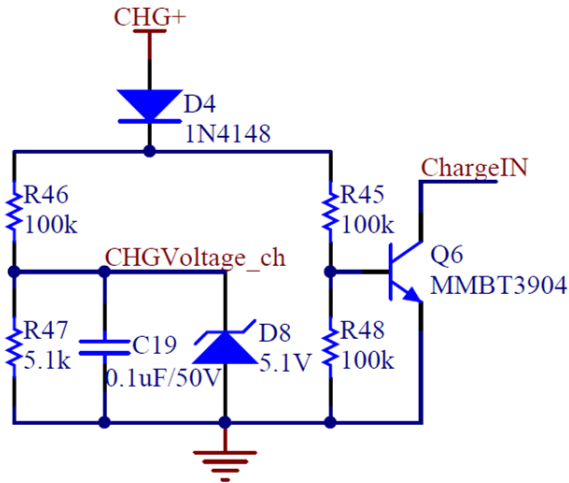 CHG+
D4
1N4148
ChargeIN
R46
100k
R45
100k
CHGVoltage_ch
Q6
MMBT3904
R47
5.1k
C19
0.1uF/50V
D8
5.1V
R48
100k